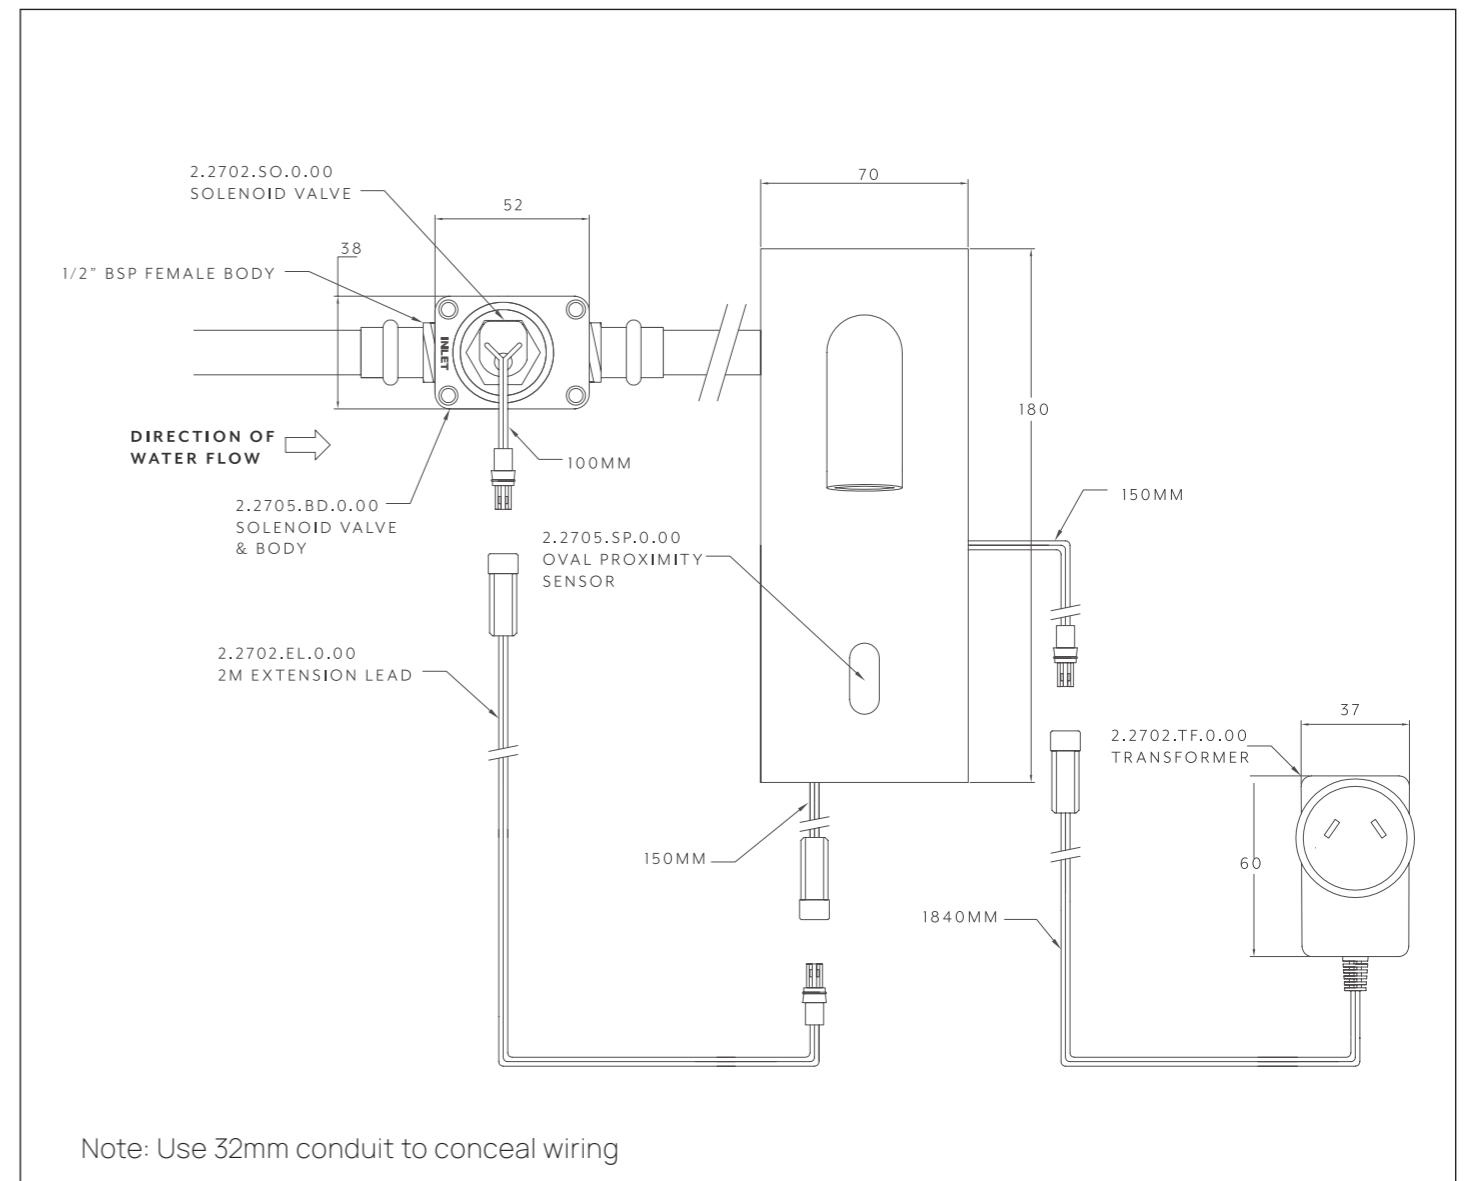 2.2702.SO.0.00
SOLENOID VALVE
70
52
38
1/2" BSP FEMALE BODY
INLET
180
DIRECTION OF
WATER FLOW
100MM
150MM
2.2705.BD.0.00
SOLENOID VALVE
& BODY
2.2705.SP.0.00
OVAL PROXIMITY
SENSOR
2.2702.EL.0.00
2M EXTENSION LEAD
37
2.2702.TF.0.00
TRANSFORMER
150MM
60
1840MM
Note: Use 32mm conduit to conceal wiring